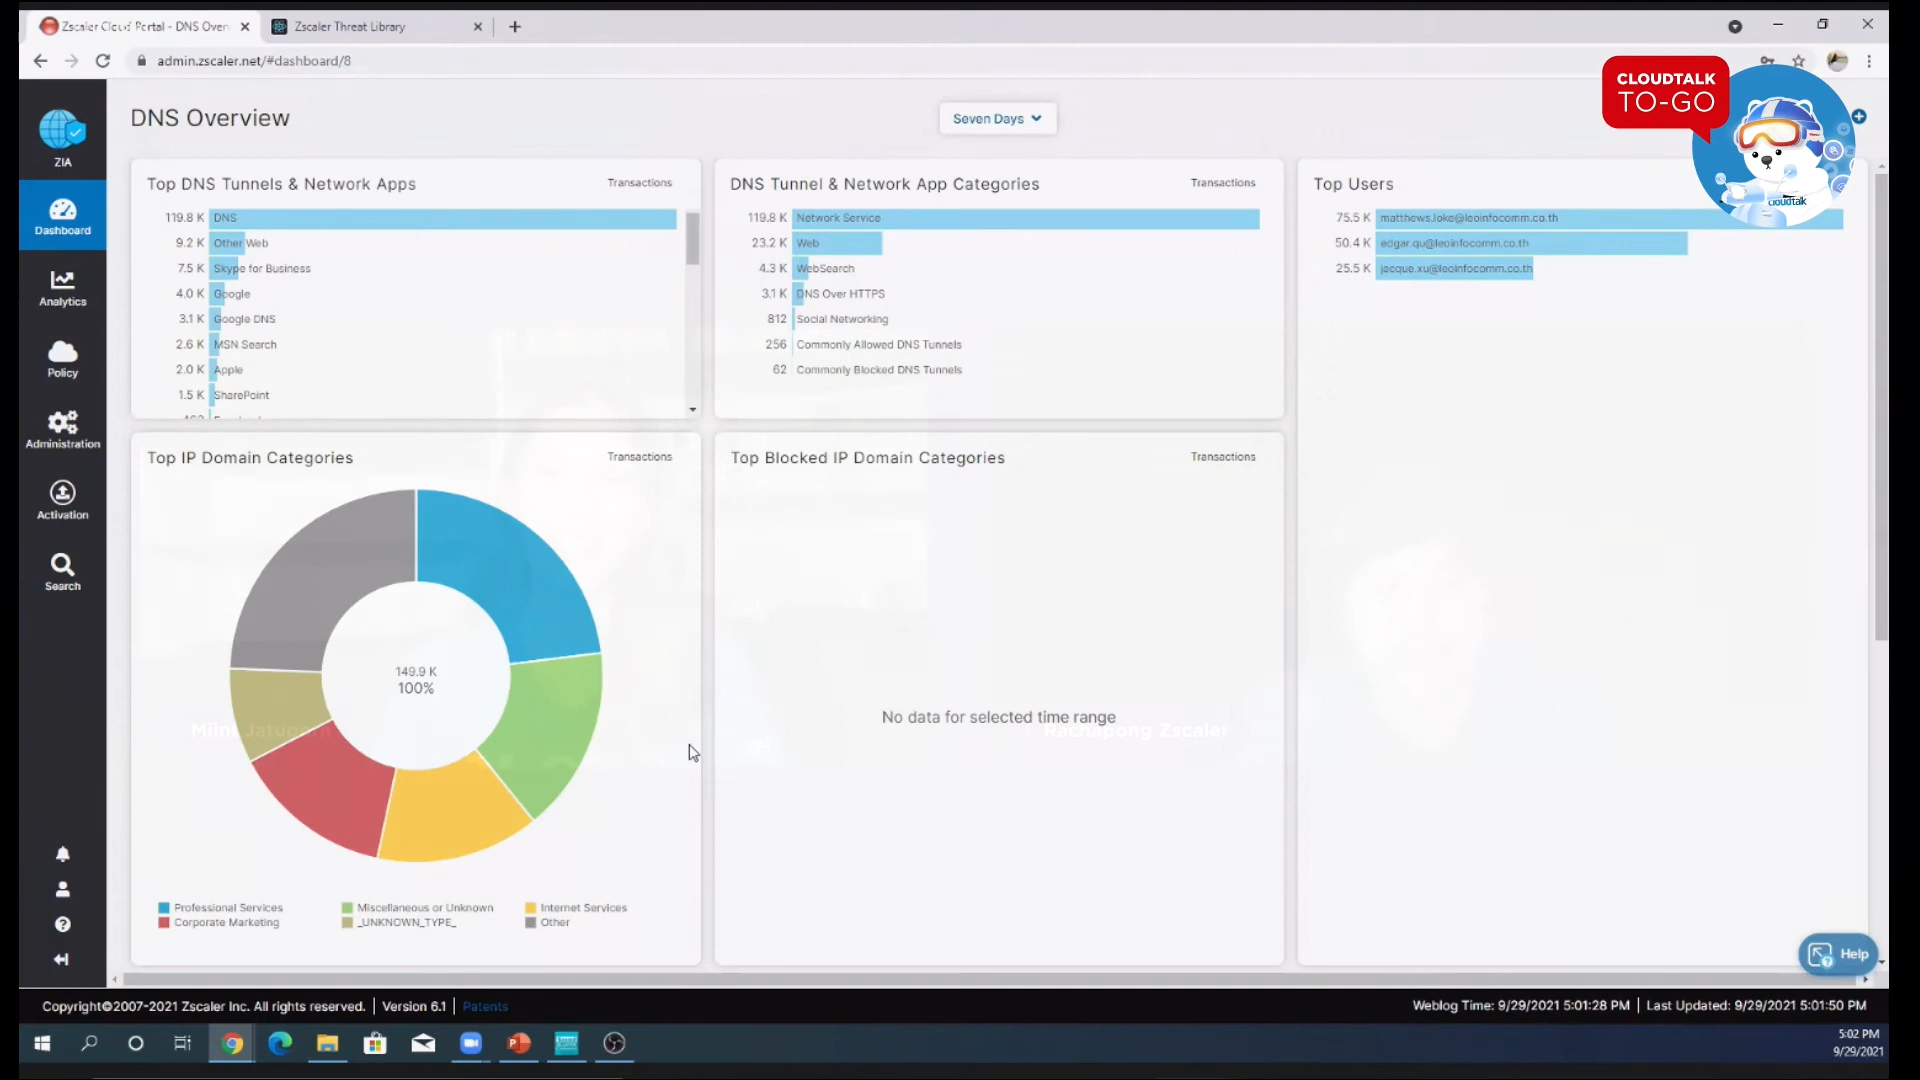 Zscaler Cloud Portal - DNS Over
Zscaler Threat Library
admin.zscaler.net/#dashboard/8
CLOUDTALK
TO-GO
cloudtalk
ZIA
Dashboard
Analytics
Policy
Administration
Activation
Search
DNS Overview
Seven Days
Top DNS Tunnels & Network Apps
Transactions
119.8 K DNS
9.2 K Other Web
7.5 K Skype for Business
4.0 K Google
3.1 K Google DNS
2.6 K MSN Search
2.0 K Apple
1.5 K SharePoint
DNS Tunnel & Network App Categories
Transactions
119.8 K Network Service
23.2 K Web
4.3 K WebSearch
3.1 K DNS Over HTTPS
812 Social Networking
256 Commonly Allowed DNS Tunnels
62 Commonly Blocked DNS Tunnels
Top Users
75.5 K matthews.loke@leoinfocomm.co.th
50.4 K edgar.qu@leoinfocomm.co.th
25.5 K jacque.xu@leoinfocomm.co.th
Top IP Domain Categories
Transactions
149.9 K
100%
Professional Services
Miscellaneous or Unknown
Internet Services
Corporate Marketing
_UNKNOWN_TYPE_
Other
Top Blocked IP Domain Categories
Transactions
No data for selected time range
Rachapong Zscaler
Help
Copyright©2007-2021 Zscaler Inc. All rights reserved. | Version 6.1 | Patents
Weblog Time: 9/29/2021 5:01:28 PM | Last Updated: 9/29/2021 5:01:50 PM
5:02 PM
9/29/2021